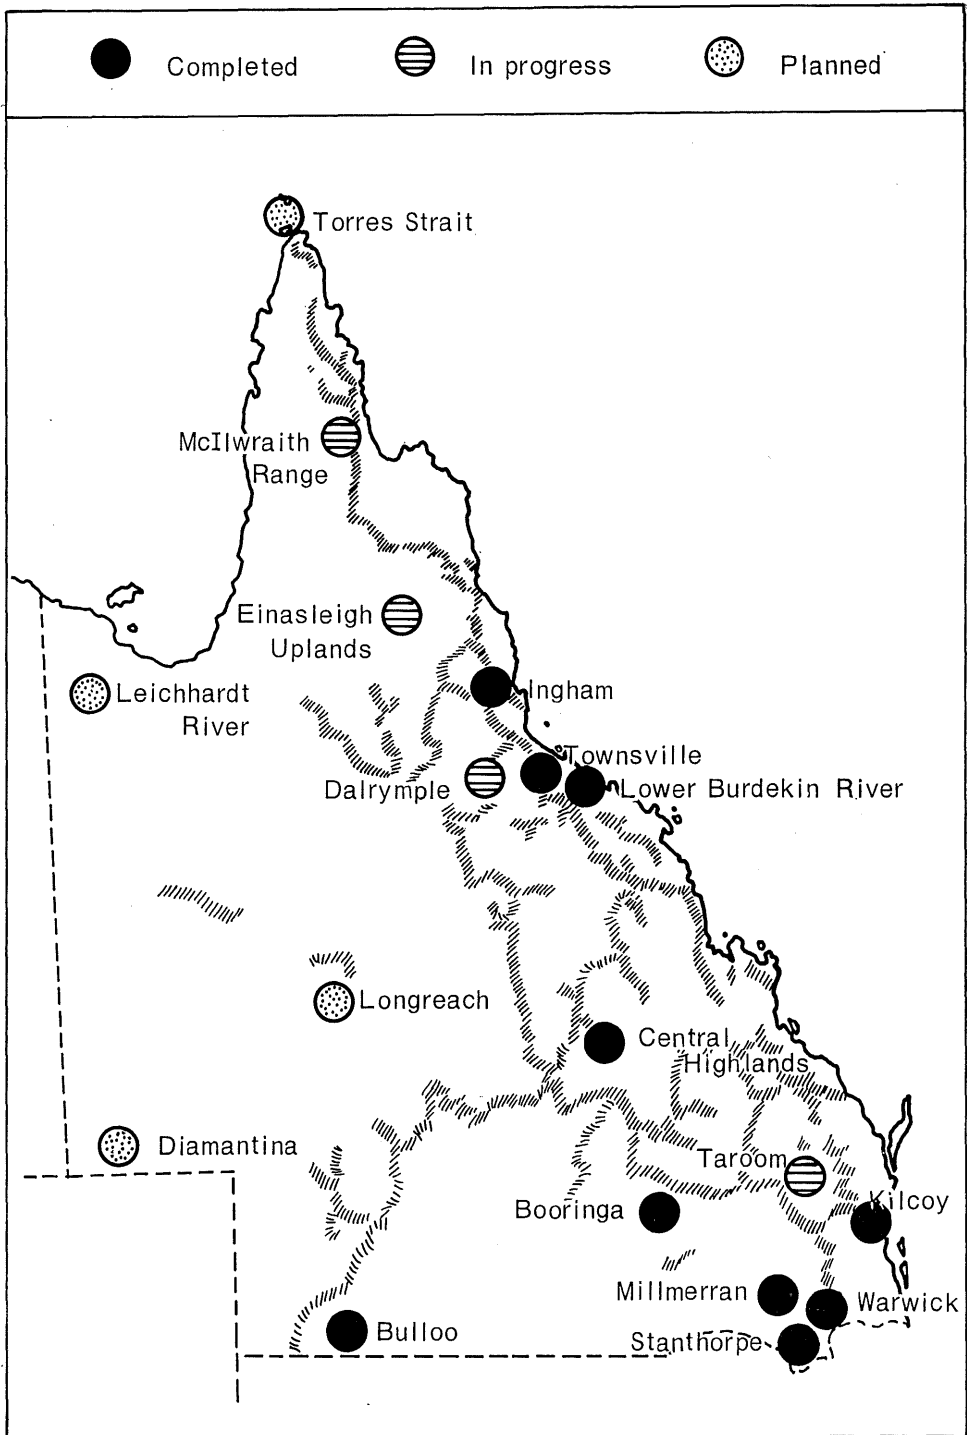 Completed
In progress
Planned
Torres Strait
McIlwraith
Range
Einasleigh
Uplands
Leichhardt
River
Ingham
Townsville
Dalrymple
Lower Burdekin River
Longreach
Central
Highlands
Diamantina
Taroom
Kilcoy
Booringa
Millmerran
Warwick
Bulloo
Stanthorpe